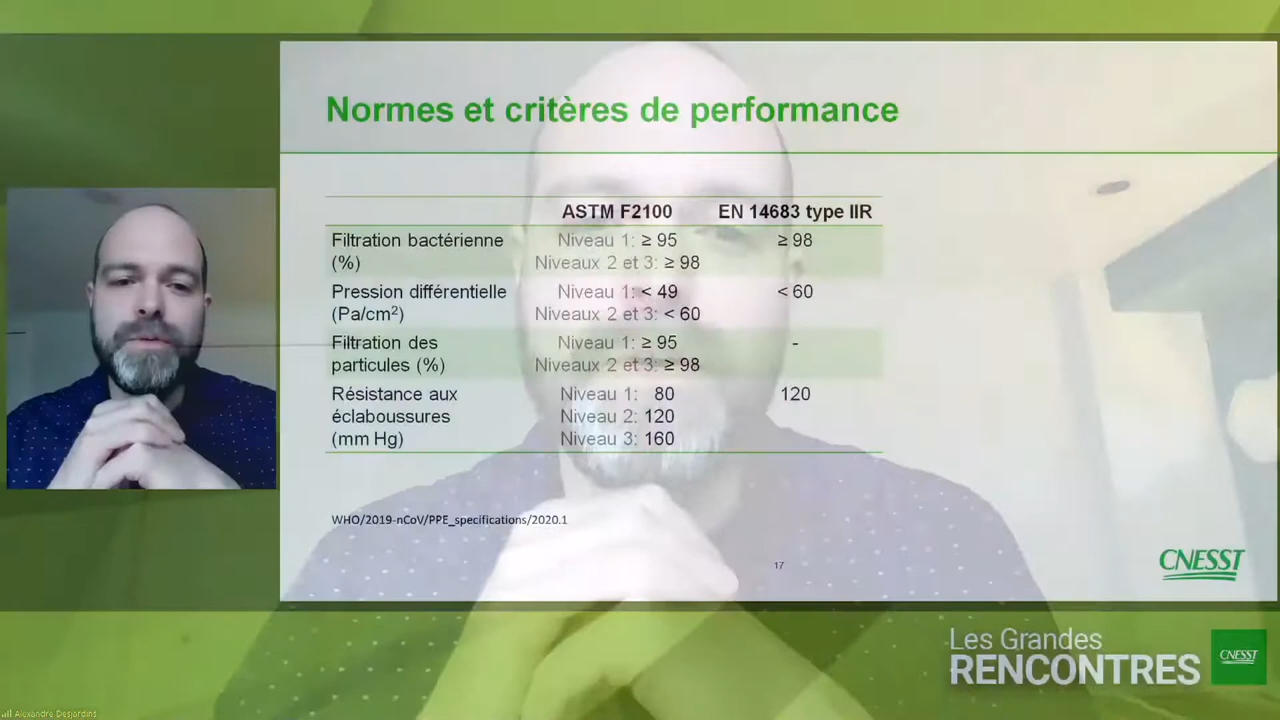 Normes et critères de performance
ASTM F2100 EN 14683 type IIR
Filtration bactérienne Niveau 1: ≥ 95 ≥ 98
(%) Niveaux 2 et 3: ≥ 98
Pression différentielle Niveau 1: < 49 < 60
(Pa/cm²) Niveaux 2 et 3: < 60
Filtration des Niveau 1: ≥ 95 -
particules (%) Niveaux 2 et 3: ≥ 98
Résistance aux Niveau 1: 80 120
éclaboussures Niveau 2: 120
(mm Hg) Niveau 3: 160
WHO/2019-nCoV/PPE_specifications/2020.1
17
CNESST
Les Grandes
RENCONTRES
CNESST
Alexandre Desjardins